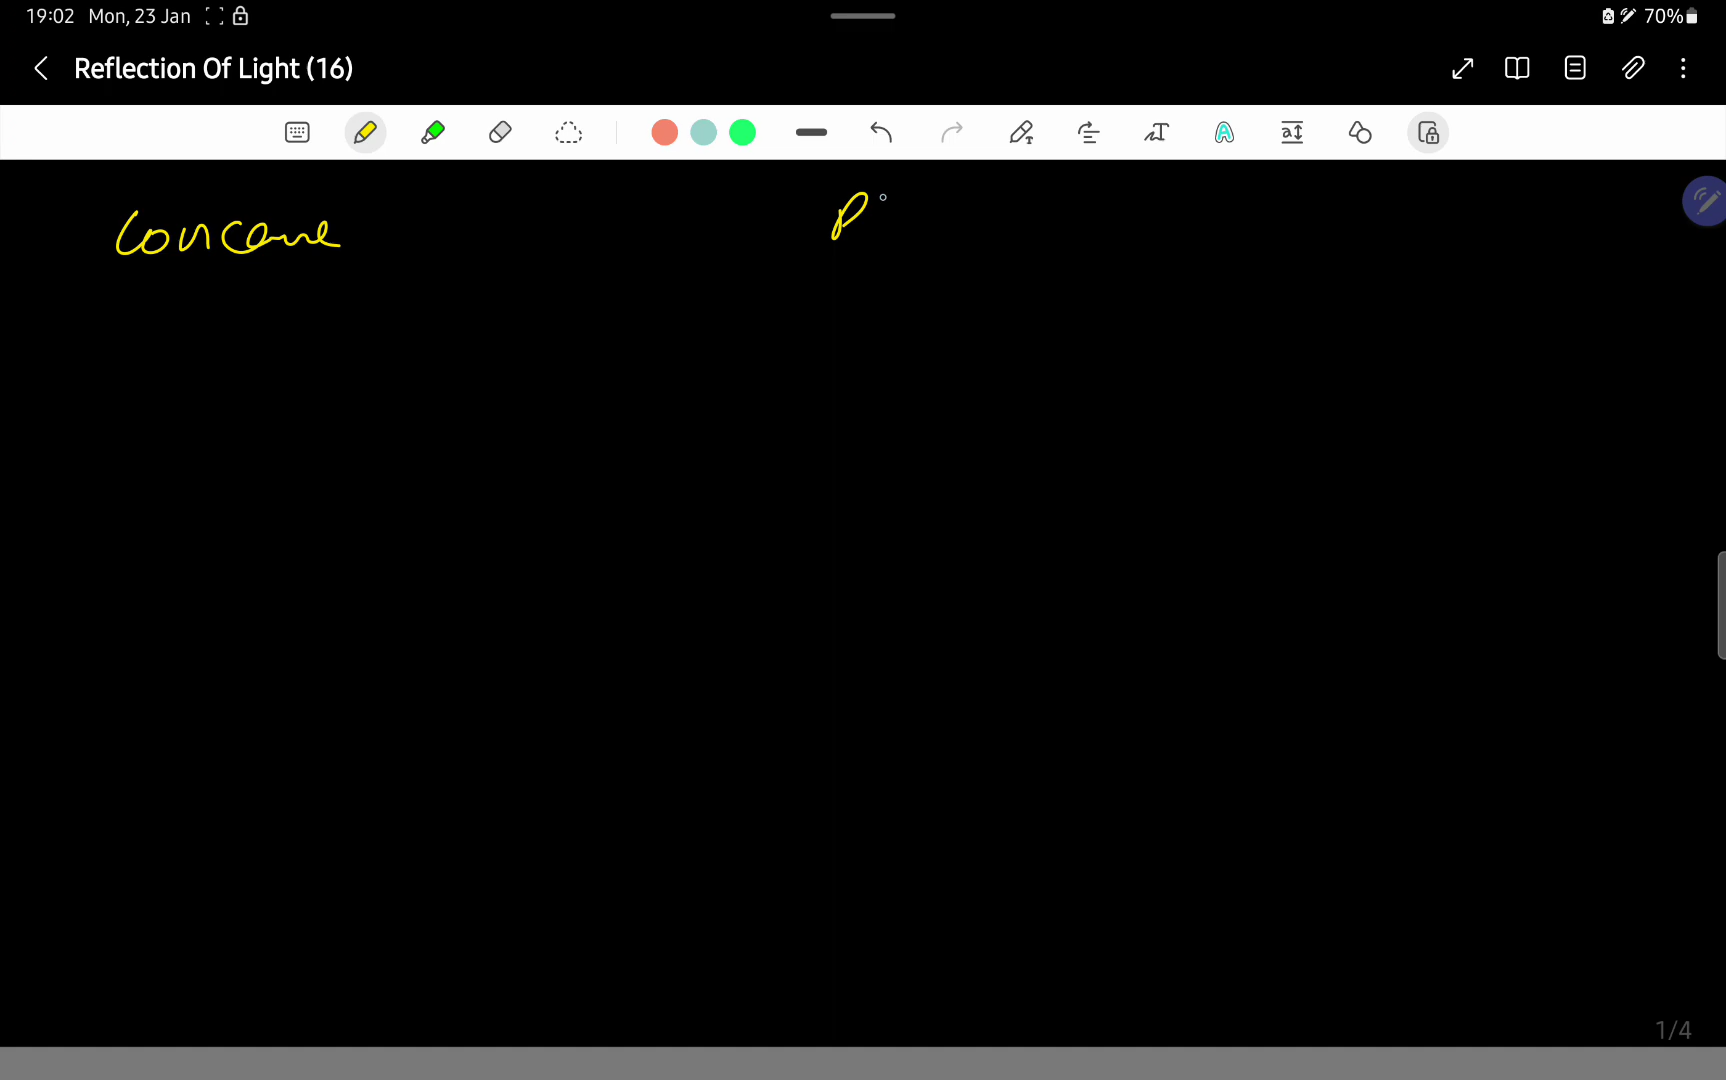 19:02 Mon, 23 Jan 70%
Reflection Of Light (16)
Concave P
1/4